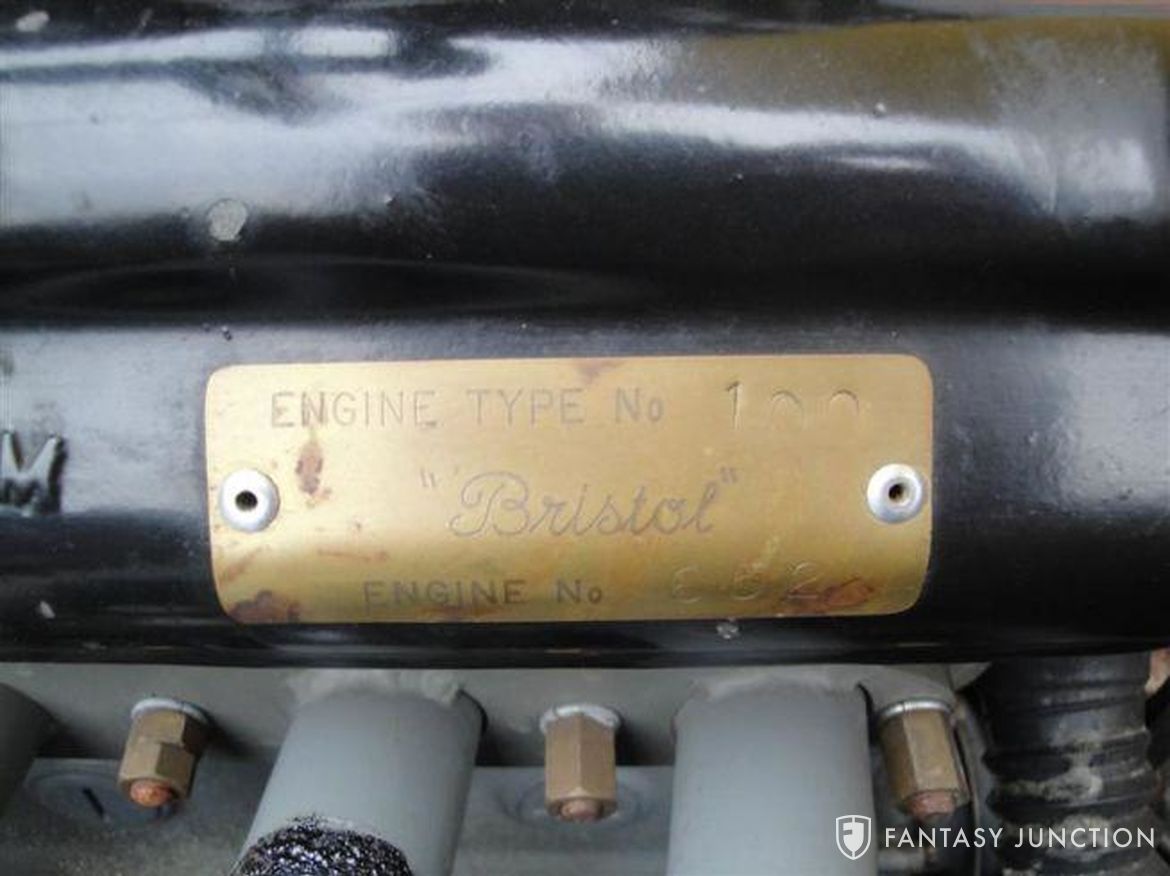 ENGINE TYPE No 100
M
"Bristol"
ENGINE No
FANTASY JUNCTION